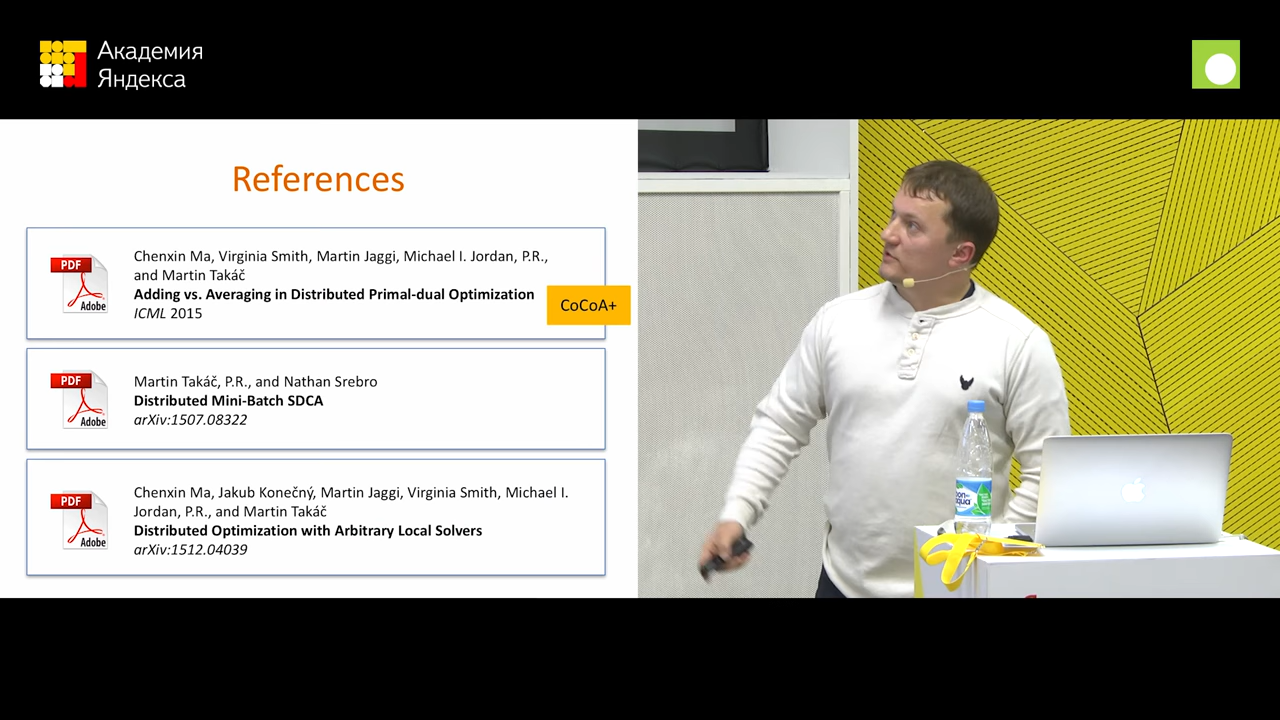 Академия
Яндекса
References
PDF
Adobe
Chenxin Ma, Virginia Smith, Martin Jaggi, Michael I. Jordan, P.R.,
and Martin Takáč
Adding vs. Averaging in Distributed Primal-dual Optimization
ICML 2015
CoCoA+
PDF
Adobe
Martin Takáč, P.R., and Nathan Srebro
Distributed Mini-Batch SDCA
arXiv:1507.08322
PDF
Adobe
Chenxin Ma, Jakub Konečný, Martin Jaggi, Virginia Smith, Michael I.
Jordan, P.R., and Martin Takáč
Distributed Optimization with Arbitrary Local Solvers
arXiv:1512.04039
bon
aqua